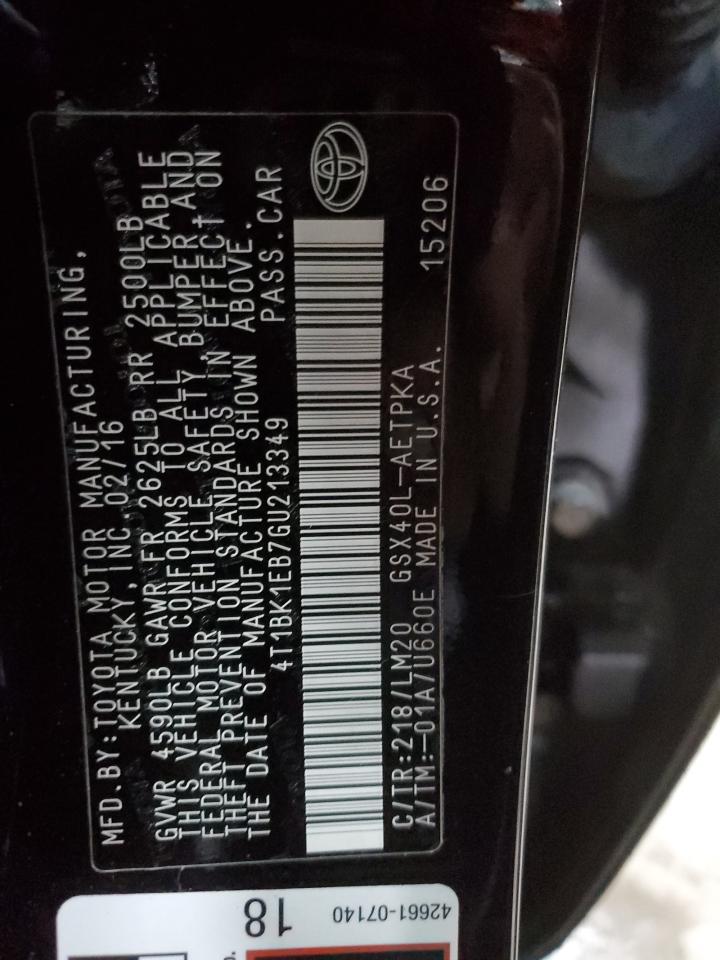 MFD.BY:TOYOTA MOTOR MANUFACTURING,
KENTUCKY,INC. 02/16
GVWR 4590LB GAWR FR 2625LB RR 2500LB
THIS VEHICLE CONFORMS TO ALL APPLICABLE
FEDERAL MOTOR VEHICLE SAFETY, BUMPER AND
THEFT PREVENTION STANDARDS IN EFFECT ON
THE DATE OF MANUFACTURE SHOWN ABOVE.
4T1BK1EB7GU213349 PASS.CAR
C/TR:218/LM20 GSX40L-AETPKA 15206
A/TM:-01A/U660E MADE IN U.S.A.
42661-07140
18